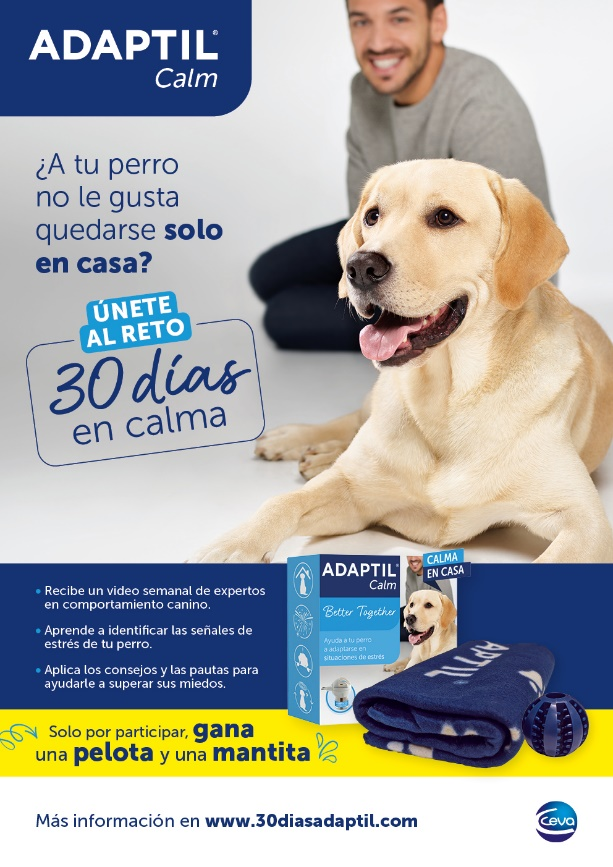 ADAPTIL®
Calm
¿A tu perro
no le gusta
quedarse solo
en casa?
ÚNETE
AL RETO
30 días
en calma
• Recibe un video semanal de expertos
en comportamiento canino.
• Aprende a identificar las señales de
estrés de tu perro.
• Aplica los consejos y las pautas para
ayudarle a superar sus miedos.
ADAPTIL®
Calm
CALMA
EN CASA
Better Together
Ayuda a tu perro
a adaptarse en
situaciones de estrés
APTIL
Solo por participar, gana
una pelota y una mantita
Más información en www.30diasadaptil.com
Ceva